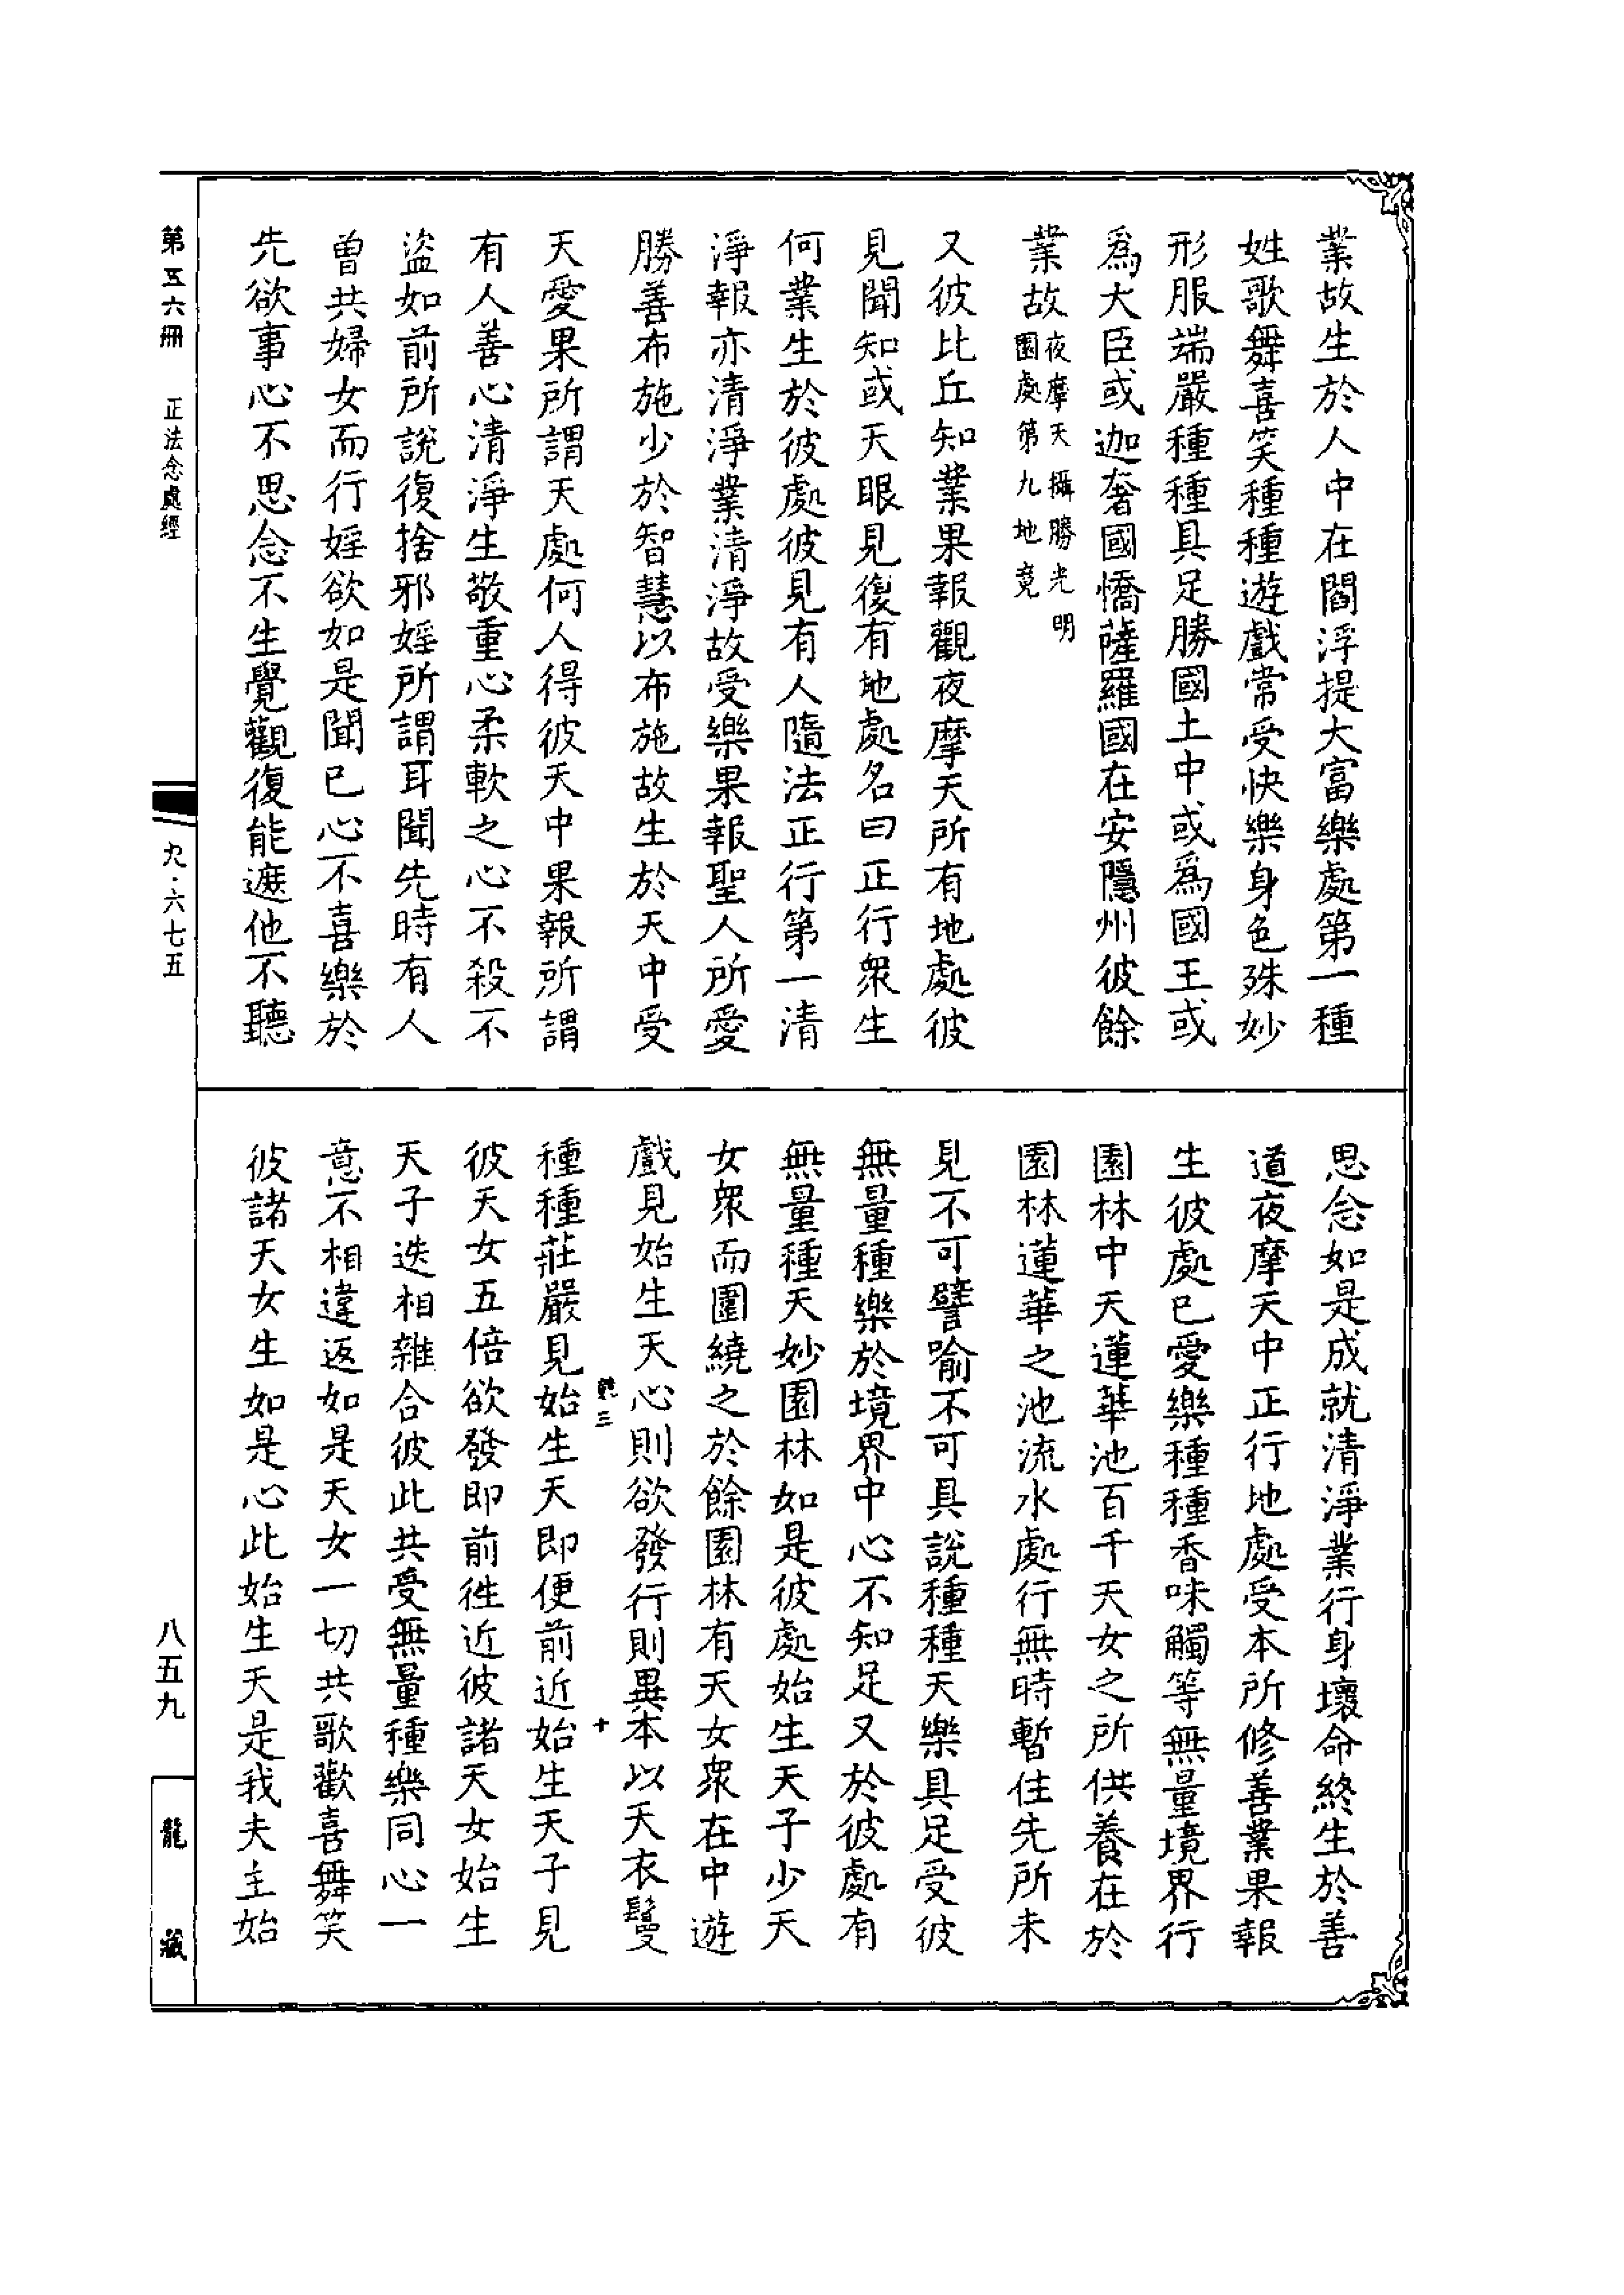 業故生於人中在閻浮提大富樂處第一種
姓歌舞喜笑種種遊戲常受快樂身色殊妙
形服端嚴種種具足勝國土中或爲國王或
爲大臣或迦奢國憍薩羅國在安隱州彼餘
業故夜摩天攝勝光明
園處第九地竟
又彼比丘知業果報觀夜摩天所有地處彼
見聞知或天眼見復有地處名曰正行衆生
何業生於彼處彼見有人隨法正行第一清
淨報亦清淨業清淨故受樂果報聖人所愛
勝善布施少於智慧以布施故生於天中受
天愛果所謂天處何人得彼天中果報所謂
有人善心清淨生敬重心柔軟之心不殺不
盜如前所說復捨邪婬所謂耳聞先時有人
曾共婦女而行婬欲如是聞已心不喜樂於
先欲事心不思念不生覺觀復能遮他不聽
思念如是成就清淨業行身壞命終生於善
道夜摩天中正行地處受本所修善業果報
生彼處已愛樂種種香味觸等無量境界行
園林中天蓮華池百千天女之所供養在於
園林蓮華之池流水處行無時暫住先所未
見不可譬喻不可具說種種天樂具足受彼
無量種樂於境界中心不知足又於彼處有
無量種天妙園林如是彼處始生天子少天
女衆而圍繞之於餘園林有天女衆在中遊
戲見始生天心則欲發行則異本以天衣鬘
三 十
種種莊嚴見始生天即便前近始生天子見
彼天女五倍欲發即前徃近彼諸天女始生
天子迭相雜合彼此共受無量種樂同心一
意不相違返如是天女一切共歌歡喜舞笑
彼諸天女生如是心此始生天是我夫主始
第五六冊 正法念處經
九·六七五
八五九
龍藏